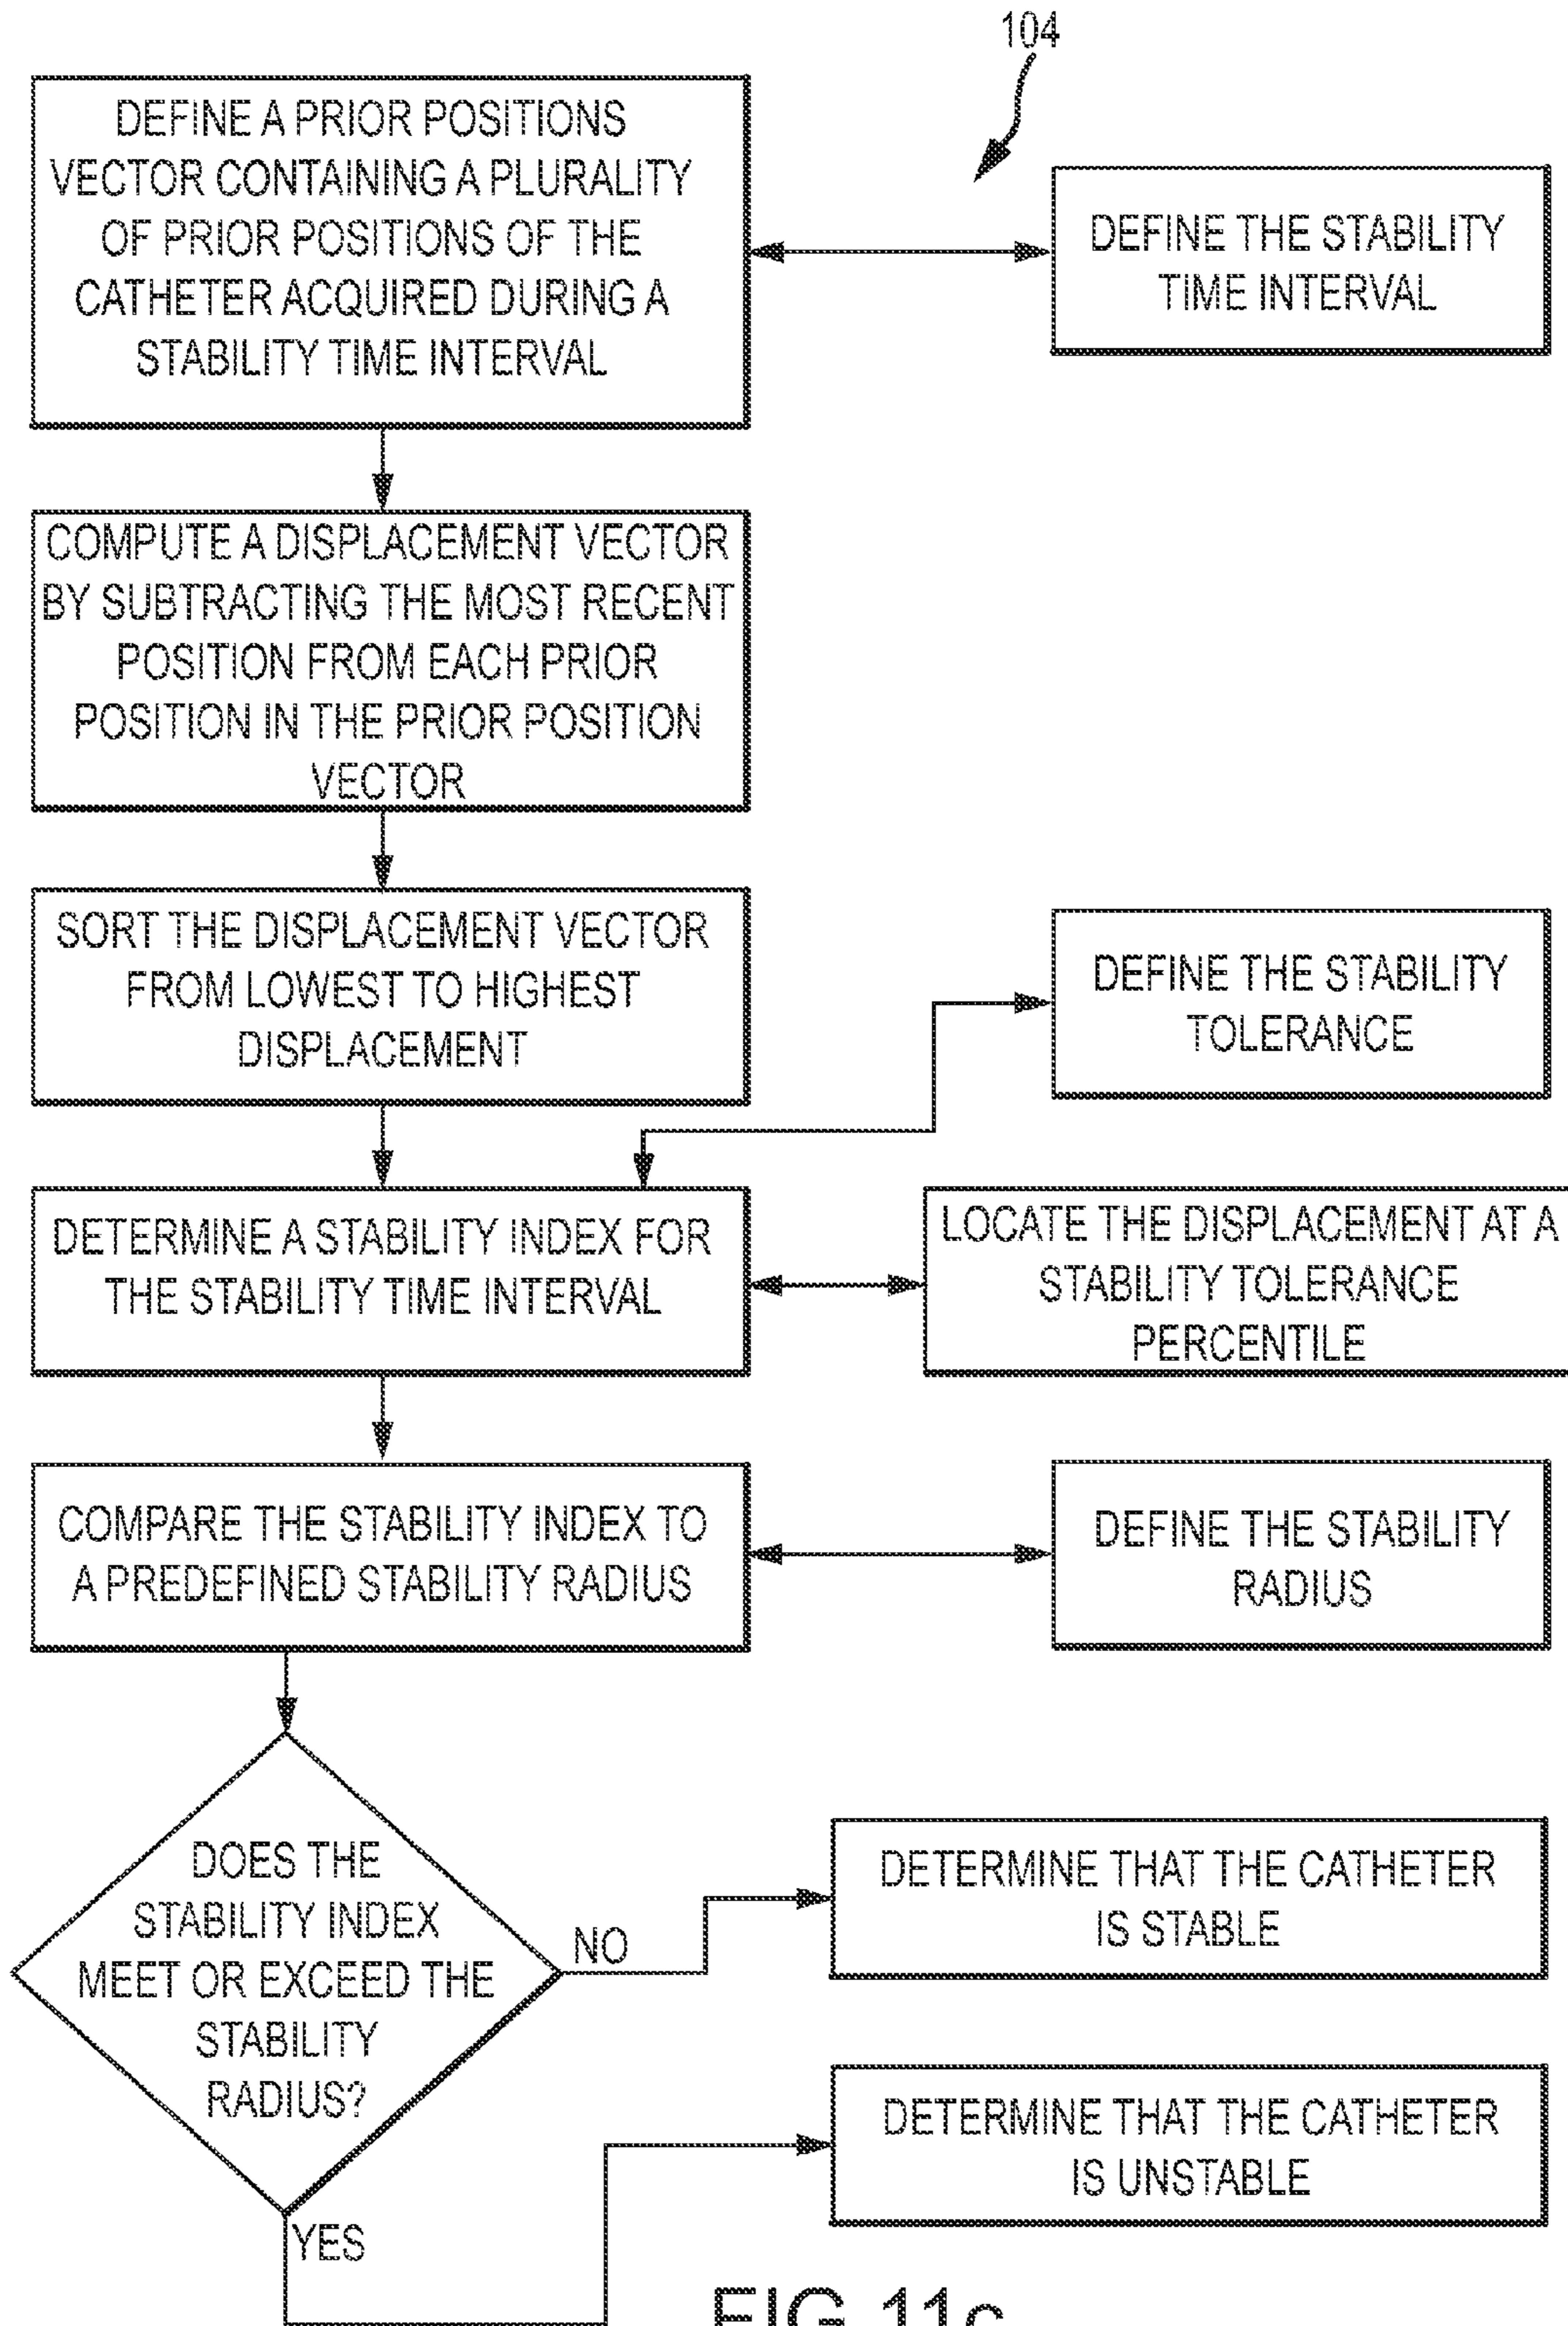 104
DEFINE A PRIOR POSITIONS
VECTOR CONTAINING A PLURALITY
OF PRIOR POSITIONS OF THE
CATHETER ACQUIRED DURING A
STABILITY TIME INTERVAL
DEFINE THE STABILITY
TIME INTERVAL
COMPUTE A DISPLACEMENT VECTOR
BY SUBTRACTING THE MOST RECENT
POSITION FROM EACH PRIOR
POSITION IN THE PRIOR POSITION
VECTOR
SORT THE DISPLACEMENT VECTOR
FROM LOWEST TO HIGHEST
DISPLACEMENT
DEFINE THE STABILITY
TOLERANCE
DETERMINE A STABILITY INDEX FOR
THE STABILITY TIME INTERVAL
LOCATE THE DISPLACEMENT AT A
STABILITY TOLERANCE
PERCENTILE
COMPARE THE STABILITY INDEX TO
A PREDEFINED STABILITY RADIUS
DEFINE THE STABILITY
RADIUS
DOES THE
STABILITY INDEX
MEET OR EXCEED THE
STABILITY
RADIUS?
NO
DETERMINE THAT THE CATHETER
IS STABLE
YES
DETERMINE THAT THE CATHETER
IS UNSTABLE
FIG.11c